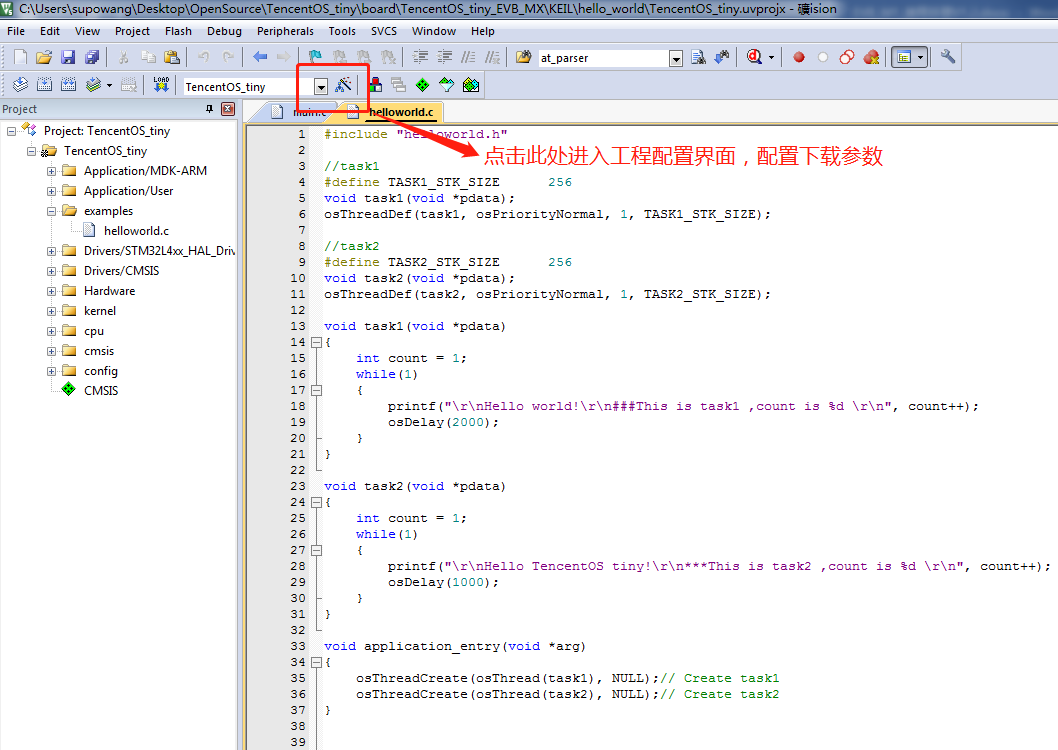 C:\Users\supowang\Desktop\OpenSource\TencentOS_tiny\board\TencentOS_tiny_EVB_MX\KEIL\hello_world\TencentOS_tiny.uvprojx - 礦ision
File Edit View Project Flash Debug Peripherals Tools SVCS Window Help
at_parser
LOAD TencentOS_tiny
Project
main.c helloworld.c
点击此处进入工程配置界面，配置下载参数
Project: TencentOS_tiny
TencentOS_tiny
Application/MDK-ARM
Application/User
examples
helloworld.c
Drivers/STM32L4xx_HAL_Driv
Drivers/CMSIS
Hardware
kernel
cpu
cmsis
config
CMSIS
1 #include "helloworld.h"
2
3 //task1
4 #define TASK1_STK_SIZE 256
5 void task1(void *pdata);
6 osThreadDef(task1, osPriorityNormal, 1, TASK1_STK_SIZE);
7
8 //task2
9 #define TASK2_STK_SIZE 256
10 void task2(void *pdata);
11 osThreadDef(task2, osPriorityNormal, 1, TASK2_STK_SIZE);
12
13 void task1(void *pdata)
14 {
15 int count = 1;
16 while(1)
17 {
18 printf("\r\nHello world!\r\n###This is task1 ,count is %d \r\n", count++);
19 osDelay(2000);
20 }
21 }
22
23 void task2(void *pdata)
24 {
25 int count = 1;
26 while(1)
27 {
28 printf("\r\nHello TencentOS tiny!\r\n***This is task2 ,count is %d \r\n", count++);
29 osDelay(1000);
30 }
31 }
32
33 void application_entry(void *arg)
34 {
35 osThreadCreate(osThread(task1), NULL);// Create task1
36 osThreadCreate(osThread(task2), NULL);// Create task2
37 }
38
39